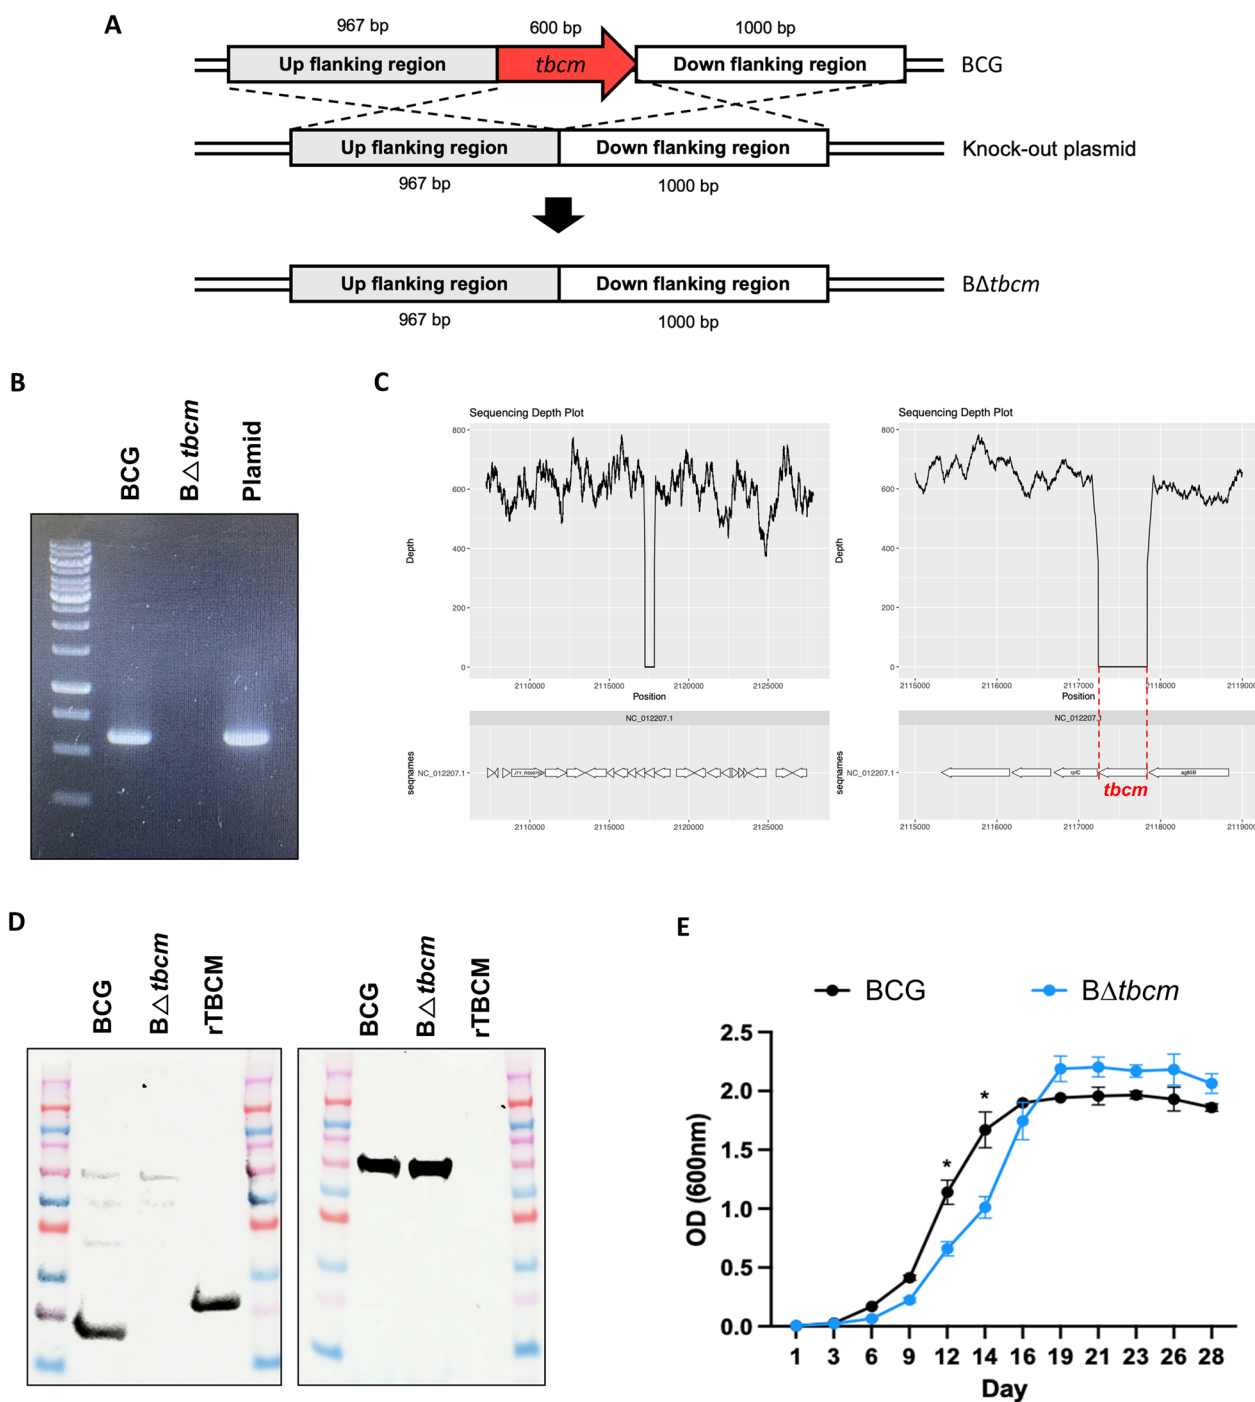 A
967 bp 600 bp 1000 bp
Up flanking region tbcm Down flanking region BCG
Up flanking region Down flanking region Knock-out plasmid
967 bp 1000 bp
Up flanking region Down flanking region BΔtbcm
967 bp 1000 bp
B
BCG
B△tbcm
Plamid
C
Sequencing Depth Plot
800
600
400
200
0
Depth
2110000 2115000 2120000 2125000
Position
NC_012207.1
seqnames
NC_012207.1
2110000 2115000 2120000 2125000
Sequencing Depth Plot
800
600
400
200
0
Depth
2115000 2116000 2117000 2118000 2119000
Position
NC_012207.1
seqnames
NC_012207.1
rpfC
ag85B
tbcm
2115000 2116000 2117000 2118000 2119000
D
BCG
B△tbcm
rTBCM
BCG
B△tbcm
rTBCM
E
BCG BΔtbcm
2.5
2.0
1.5
1.0
0.5
0.0
OD (600nm)
* *
1 3 6 9 12 14 16 19 21 23 26 28
Day